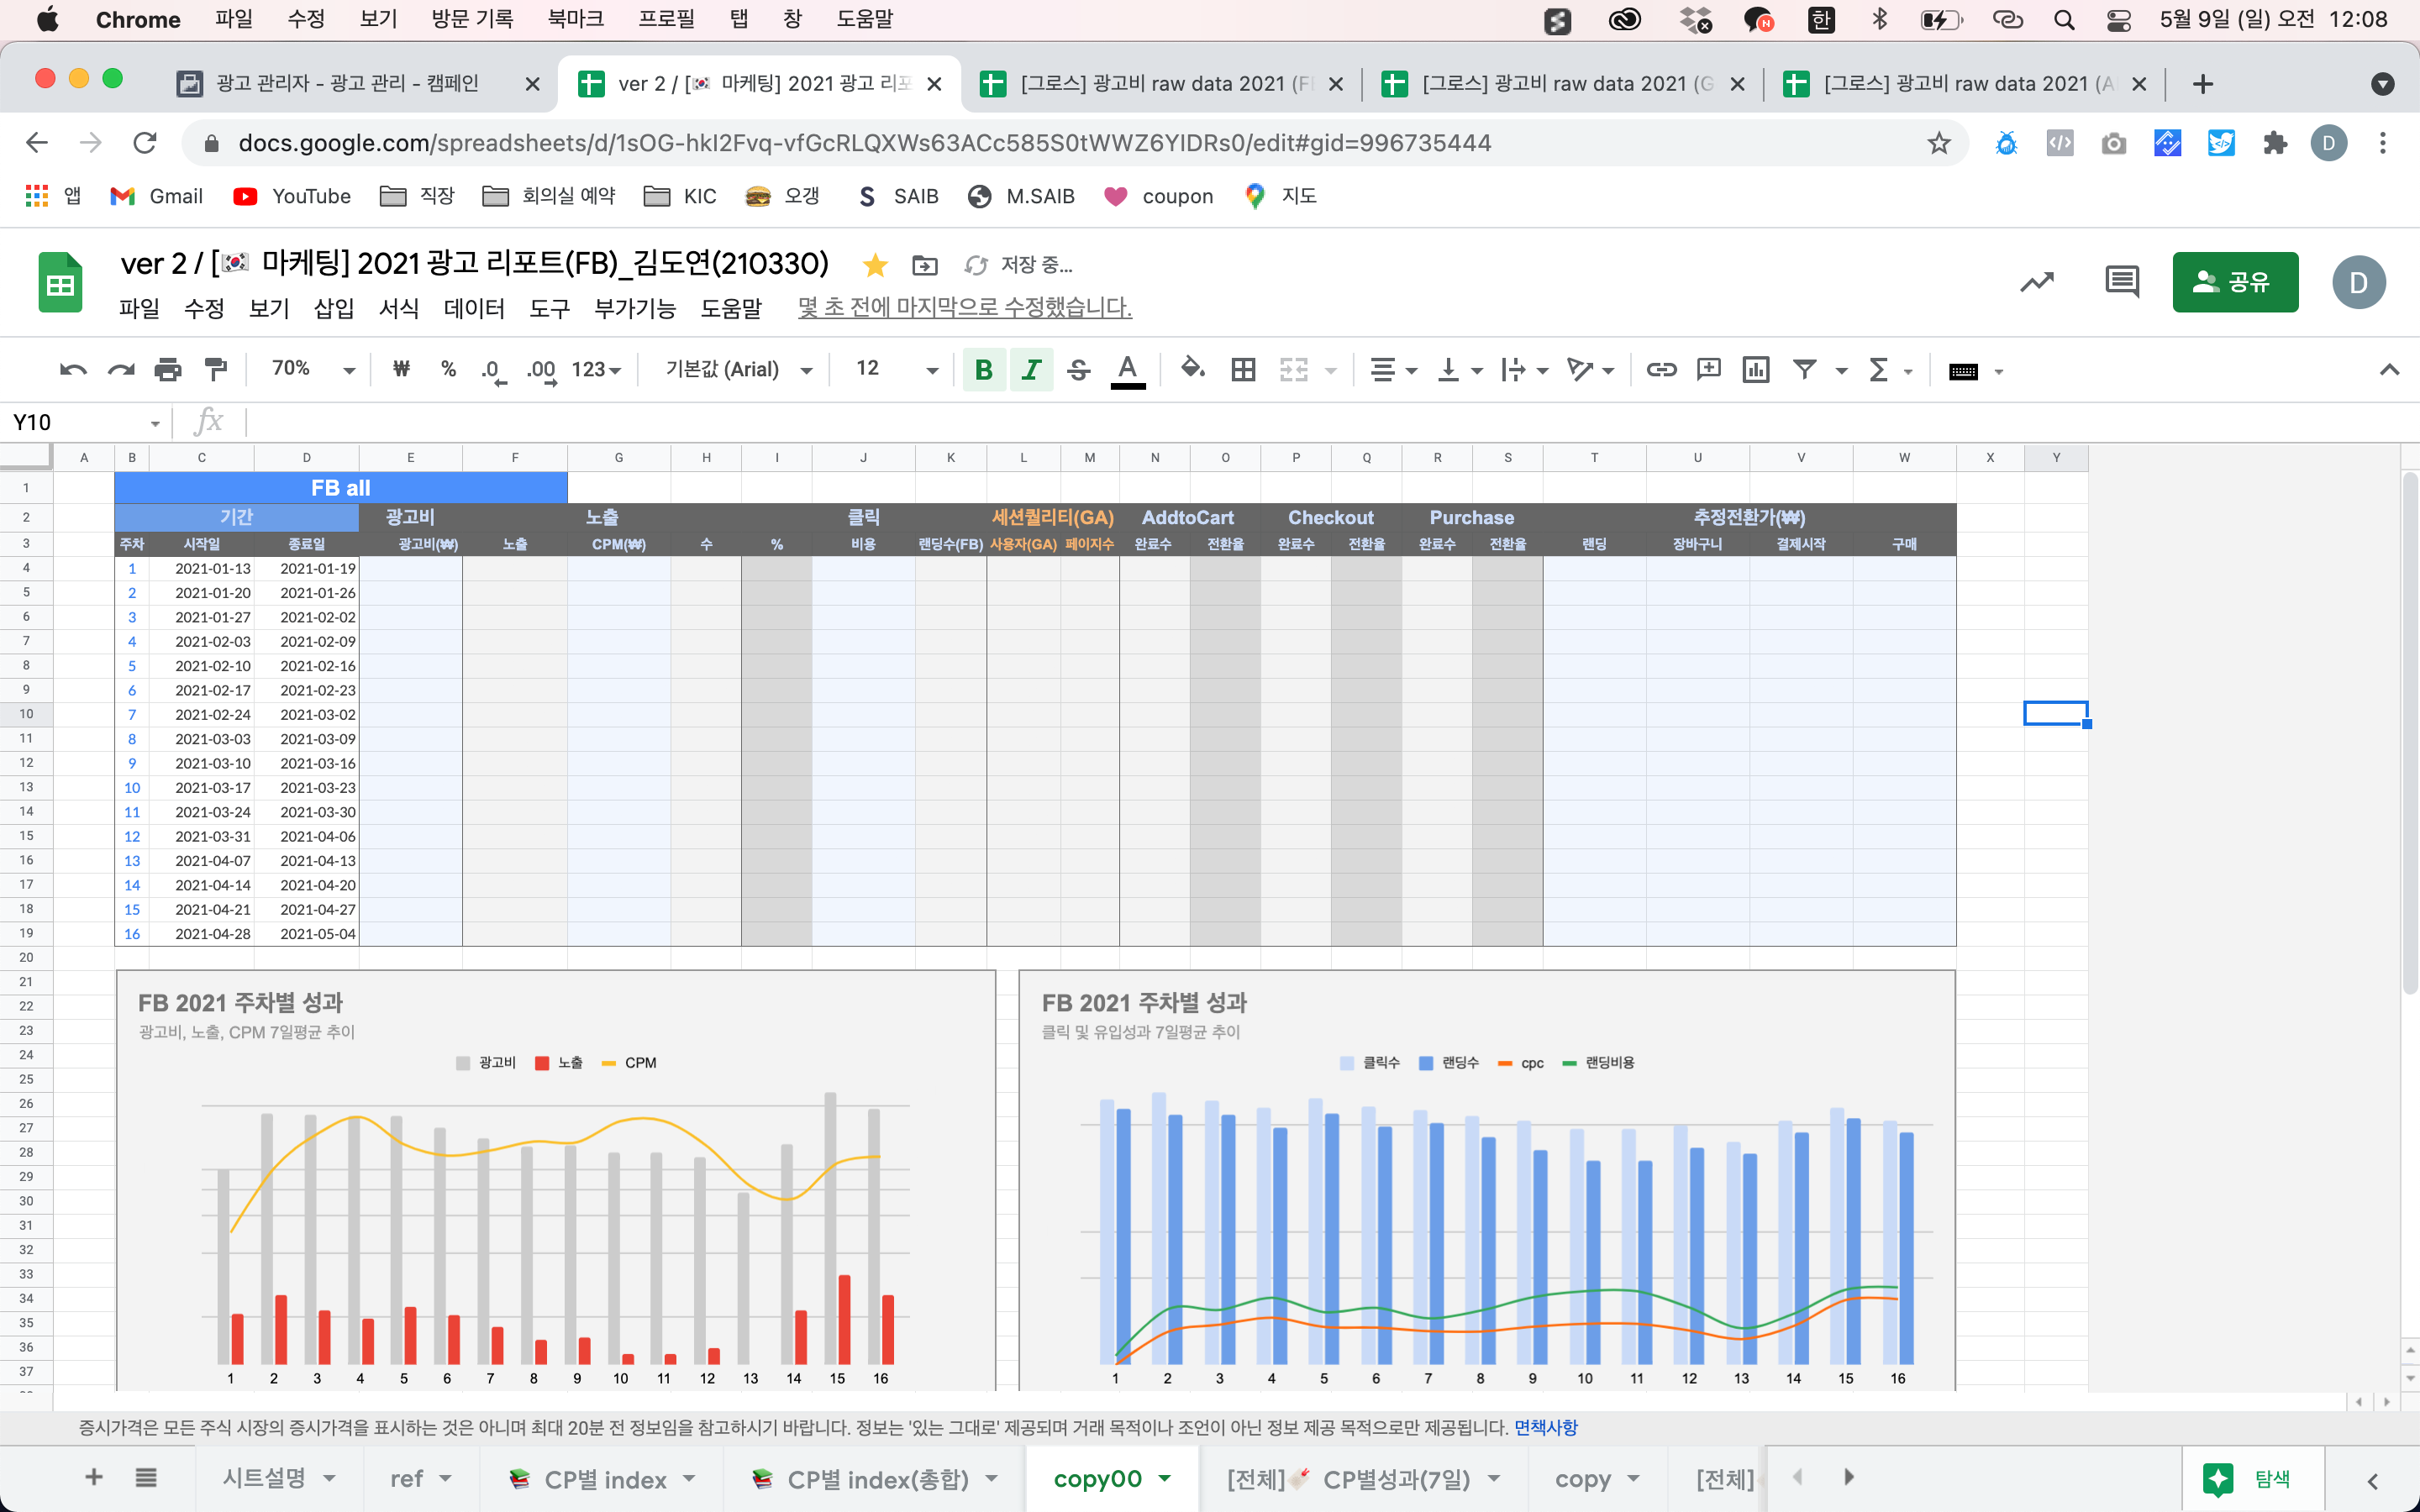 Chrome 파일 수정 보기 방문 기록 북마크 프로필 탭 창 도움말 한 5월 9일 (일) 오전 12:08
광고 관리자 - 광고 관리 - 캠페인 ver 2 / [🇰🇷 마케팅] 2021 광고 리포 [그로스] 광고비 raw data 2021 (F [그로스] 광고비 raw data 2021 (G [그로스] 광고비 raw data 2021 (A
docs.google.com/spreadsheets/d/1sOG-hkI2Fvq-vfGcRLQXWs63ACc585S0tWWZ6YIDRs0/edit#gid=996735444 D
앱 Gmail YouTube 직장 회의실 예약 KIC 오갱 SAIB M.SAIB coupon 지도
ver 2 / [🇰🇷 마케팅] 2021 광고 리포트(FB)_김도연(210330) 저장 중...
공유 D
파일 수정 보기 삽입 서식 데이터 도구 부가기능 도움말 몇 초 전에 마지막으로 수정했습니다.
70% ₩ % .0 .00 123 기본값 (Arial) 12 B I S A
Y10 fx
A B C D E F G H I J K L M N O P Q R S T U V W X Y
1 FB all
2 기간 광고비 노출 클릭 세션퀄리티(GA) AddtoCart Checkout Purchase 추정전환가(₩)
3 주차 시작일 종료일 광고비(₩) 노출 CPM(₩) 수 % 비용 랜딩수(FB) 사용자(GA) 페이지수 완료수 전환율 완료수 전환율 완료수 전환율 랜딩 장바구니 결제시작 구매
4 1 2021-01-13 2021-01-19
5 2 2021-01-20 2021-01-26
6 3 2021-01-27 2021-02-02
7 4 2021-02-03 2021-02-09
8 5 2021-02-10 2021-02-16
9 6 2021-02-17 2021-02-23
10 7 2021-02-24 2021-03-02
11 8 2021-03-03 2021-03-09
12 9 2021-03-10 2021-03-16
13 10 2021-03-17 2021-03-23
14 11 2021-03-24 2021-03-30
15 12 2021-03-31 2021-04-06
16 13 2021-04-07 2021-04-13
17 14 2021-04-14 2021-04-20
18 15 2021-04-21 2021-04-27
19 16 2021-04-28 2021-05-04
20
21
22
23
24
25
26
27
28
29
30
31
32
33
34
35
36
37
FB 2021 주차별 성과
광고비, 노출, CPM 7일평균 추이
광고비 노출 CPM
1 2 3 4 5 6 7 8 9 10 11 12 13 14 15 16
FB 2021 주차별 성과
클릭 및 유입성과 7일평균 추이
클릭수 랜딩수 cpc 랜딩비용
1 2 3 4 5 6 7 8 9 10 11 12 13 14 15 16
증시가격은 모든 주식 시장의 증시가격을 표시하는 것은 아니며 최대 20분 전 정보임을 참고하시기 바랍니다. 정보는 '있는 그대로' 제공되며 거래 목적이나 조언이 아닌 정보 제공 목적으로만 제공됩니다. 면책사항
시트설명 ref CP별 index CP별 index(총합) copy00 [전체] CP별성과(7일) copy [전체] 탐색